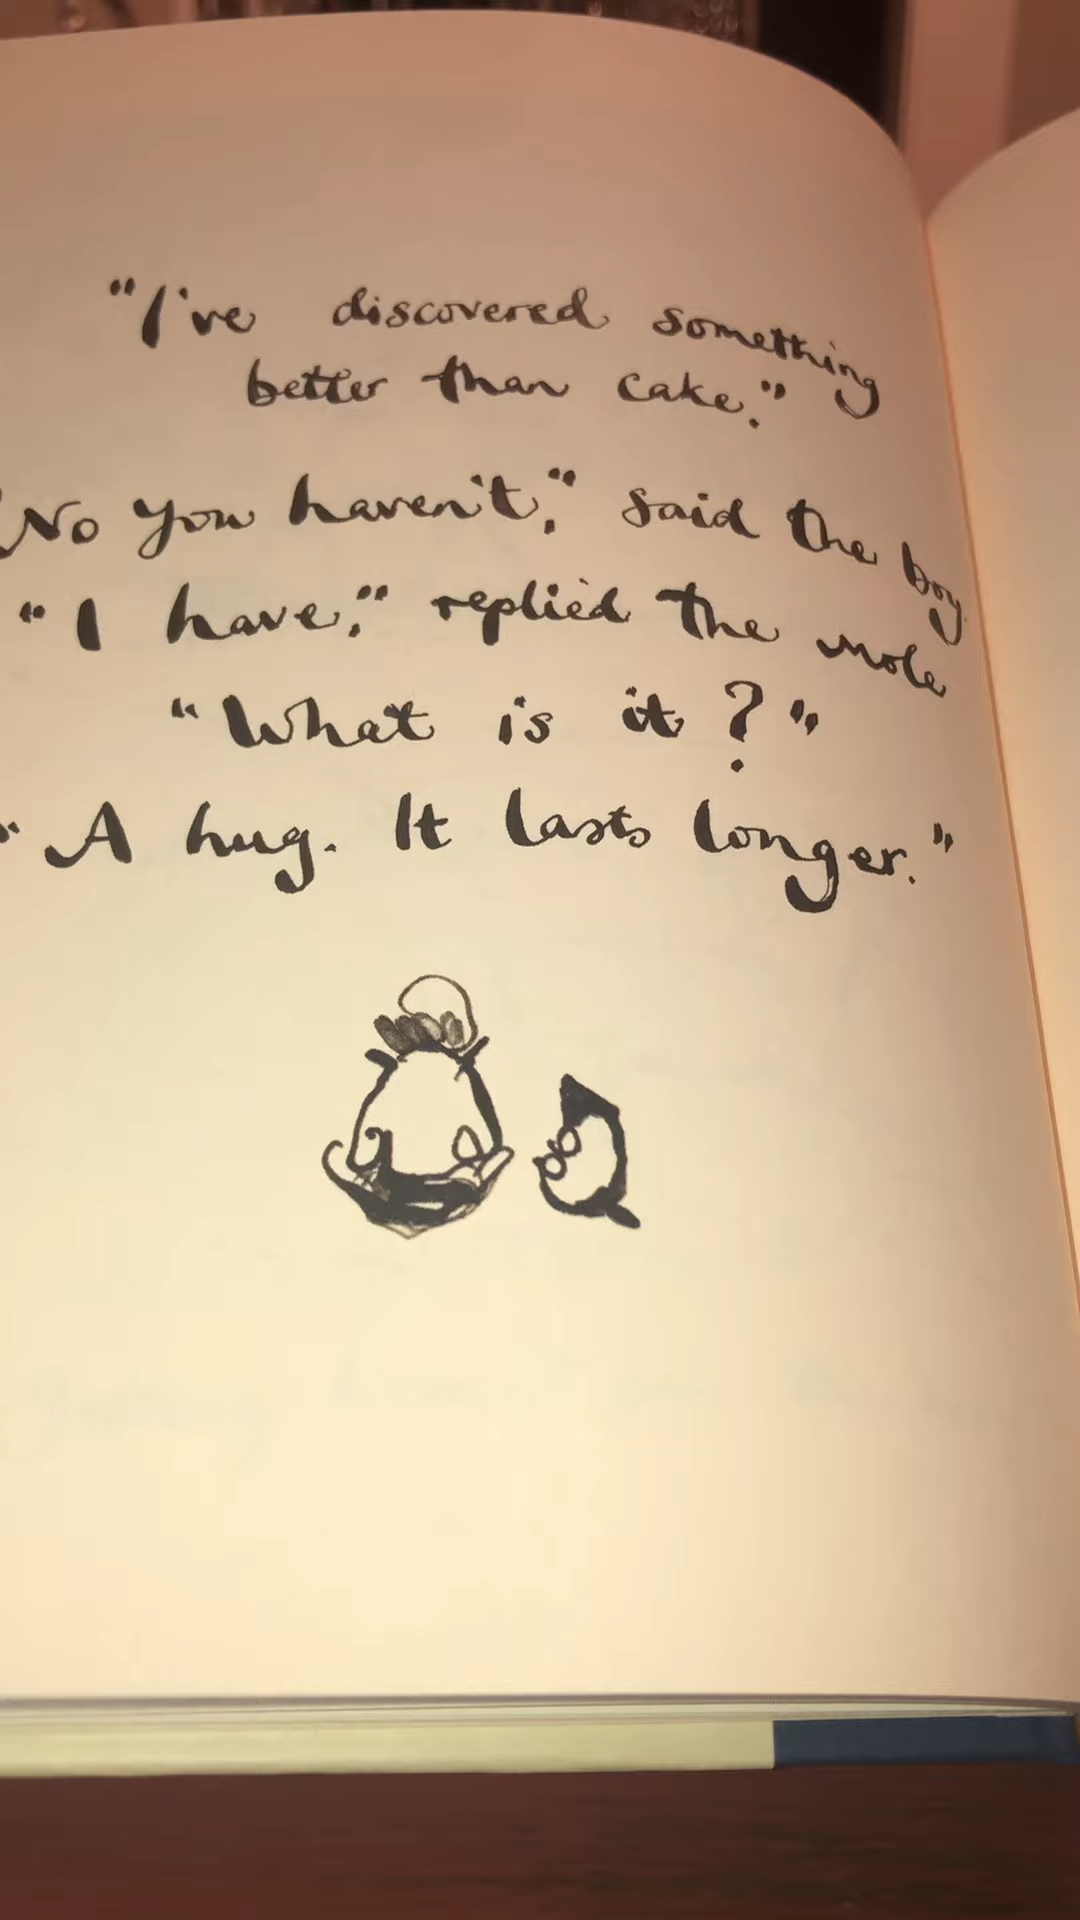 "I've discovered something
better than cake."
"No you haven't," said the boy
"I have," replied the mole
"What is it?"
"A hug. It lasts longer."